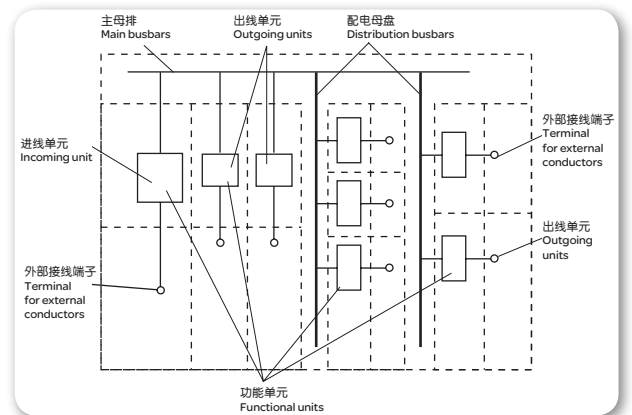 主母排
Main busbars
出线单元
Outgoing units
配电母盘
Distribution busbars
进线单元
Incoming unit
外部接线端子
Terminal
for external
conductors
外部接线端子
Terminal
for external
conductors
出线单元
Outgoing
units
功能单元
Functional units